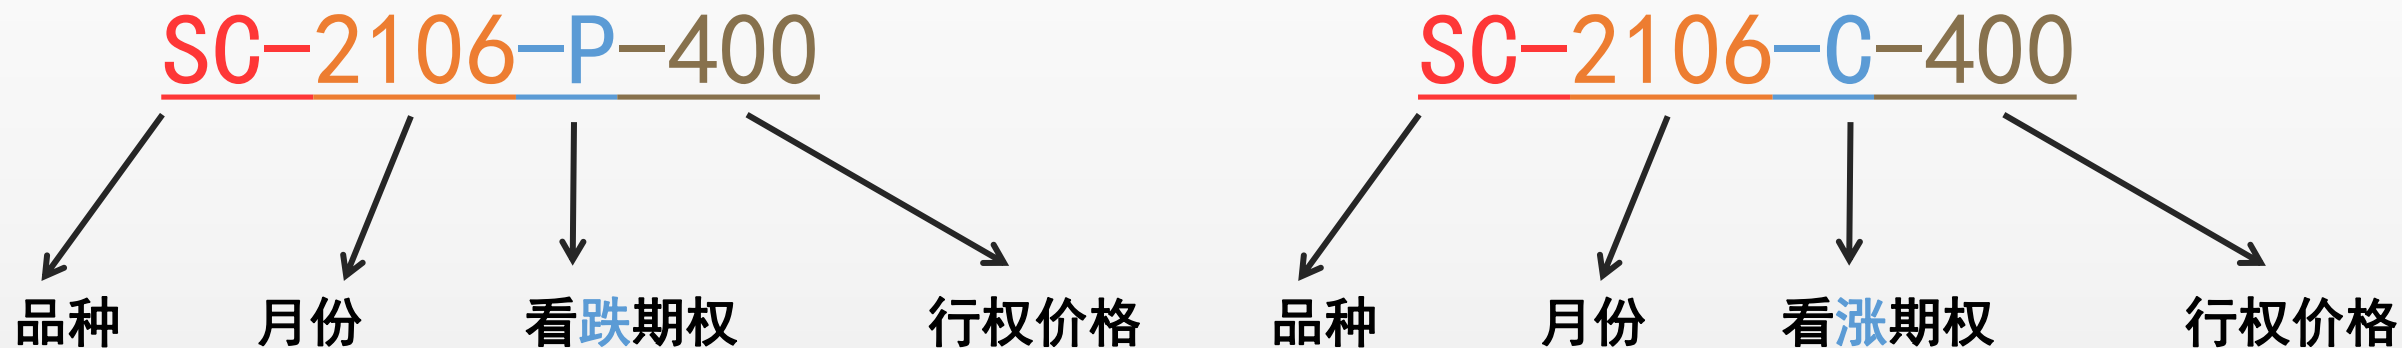 SC-2106-P-400 SC-2106-C-400
品种 月份 看跌期权 行权价格 品种 月份 看涨期权 行权价格